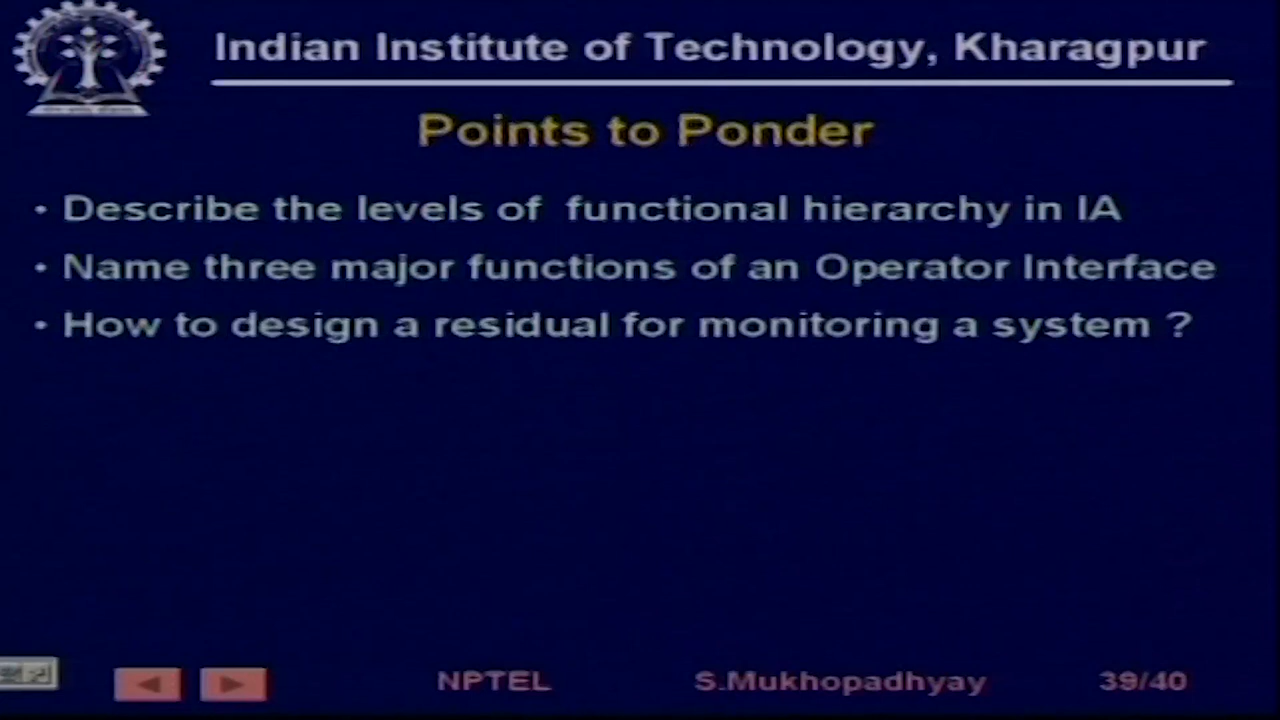 Indian Institute of Technology, Kharagpur
Points to Ponder
• Describe the levels of functional hierarchy in IA
• Name three major functions of an Operator Interface
• How to design a residual for monitoring a system ?
NPTEL S.Mukhopadhyay 39/40